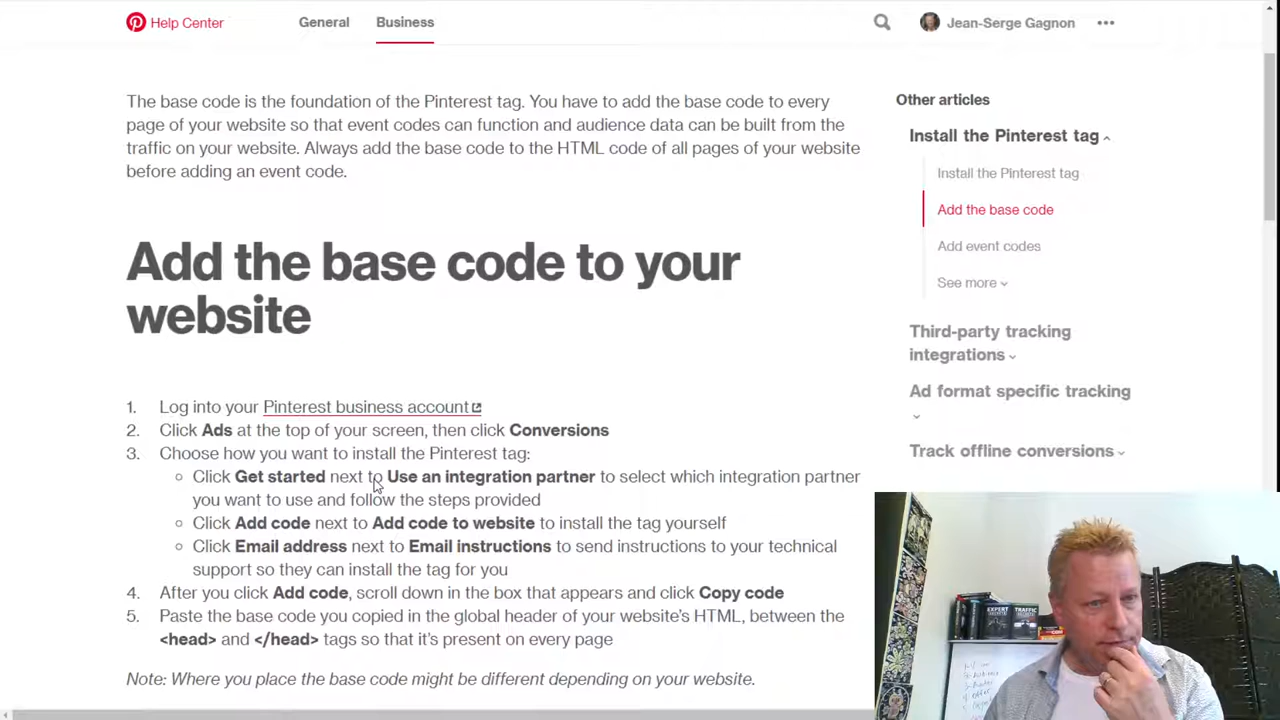 Help Center
General
Business
Jean-Serge Gagnon
The base code is the foundation of the Pinterest tag. You have to add the base code to every
page of your website so that event codes can function and audience data can be built from the
traffic on your website. Always add the base code to the HTML code of all pages of your website
before adding an event code.
Add the base code to your
website
1. Log into your Pinterest business account
2. Click Ads at the top of your screen, then click Conversions
3. Choose how you want to install the Pinterest tag:
Click Get started next to Use an integration partner to select which integration partner
you want to use and follow the steps provided
Click Add code next to Add code to website to install the tag yourself
Click Email address next to Email instructions to send instructions to your technical
support so they can install the tag for you
4. After you click Add code, scroll down in the box that appears and click Copy code
5. Paste the base code you copied in the global header of your website's HTML, between the
<head> and </head> tags so that it's present on every page
Note: Where you place the base code might be different depending on your website.
Other articles
Install the Pinterest tag
Install the Pinterest tag
Add the base code
Add event codes
See more
Third-party tracking
integrations
Ad format specific tracking
Track offline conversions
EXPERT
TRAFFIC